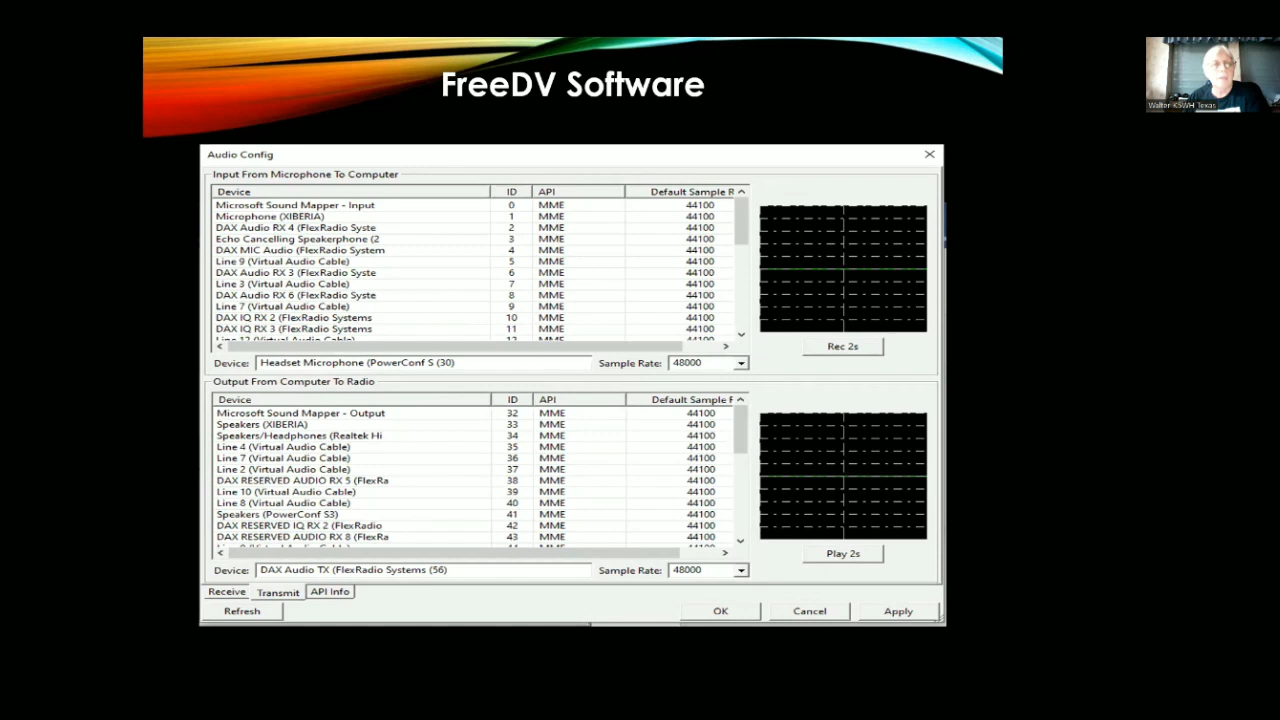 FreeDV Software
Walter K5WH Texas
Audio Config
Input From Microphone To Computer
Device ID API Default Sample R
Microsoft Sound Mapper - Input 0 MME 44100
Microphone (XIBERIA) 1 MME 44100
DAX Audio RX 4 (FlexRadio Syste 2 MME 44100
Echo Cancelling Speakerphone (2 3 MME 44100
DAX MIC Audio (FlexRadio System 4 MME 44100
Line 9 (Virtual Audio Cable) 5 MME 44100
DAX Audio RX 3 (FlexRadio Syste 6 MME 44100
Line 3 (Virtual Audio Cable) 7 MME 44100
DAX Audio RX 6 (FlexRadio Syste 8 MME 44100
Line 7 (Virtual Audio Cable) 9 MME 44100
DAX IQ RX 2 (FlexRadio Systems 10 MME 44100
DAX IQ RX 3 (FlexRadio Systems 11 MME 44100
Line 12 (Virtual Audio Cable) 12 MME 44100
Rec 2s
Device: Headset Microphone (PowerConf S (30) Sample Rate: 48000
Output From Computer To Radio
Device ID API Default Sample F
Microsoft Sound Mapper - Output 32 MME 44100
Speakers (XIBERIA) 33 MME 44100
Speakers/Headphones (Realtek Hi 34 MME 44100
Line 4 (Virtual Audio Cable) 35 MME 44100
Line 7 (Virtual Audio Cable) 36 MME 44100
Line 2 (Virtual Audio Cable) 37 MME 44100
DAX RESERVED AUDIO RX 5 (FlexRa 38 MME 44100
Line 10 (Virtual Audio Cable) 39 MME 44100
Line 8 (Virtual Audio Cable) 40 MME 44100
Speakers (PowerConf S3) 41 MME 44100
DAX RESERVED IQ RX 2 (FlexRadio 42 MME 44100
DAX RESERVED AUDIO RX 8 (FlexRa 43 MME 44100
Play 2s
Device: DAX Audio TX (FlexRadio Systems (56) Sample Rate: 48000
Receive Transmit API Info
Refresh OK Cancel Apply